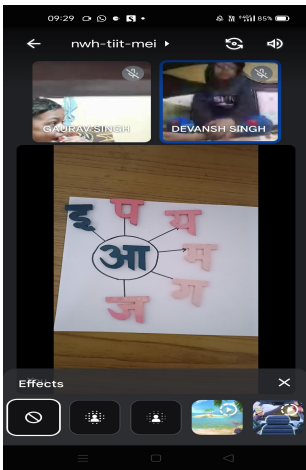 09:29 85%
nwh-tiit-mei
GAURAV SINGH
DEVANSH SINGH
इ प य
आ म
ज ग
Effects